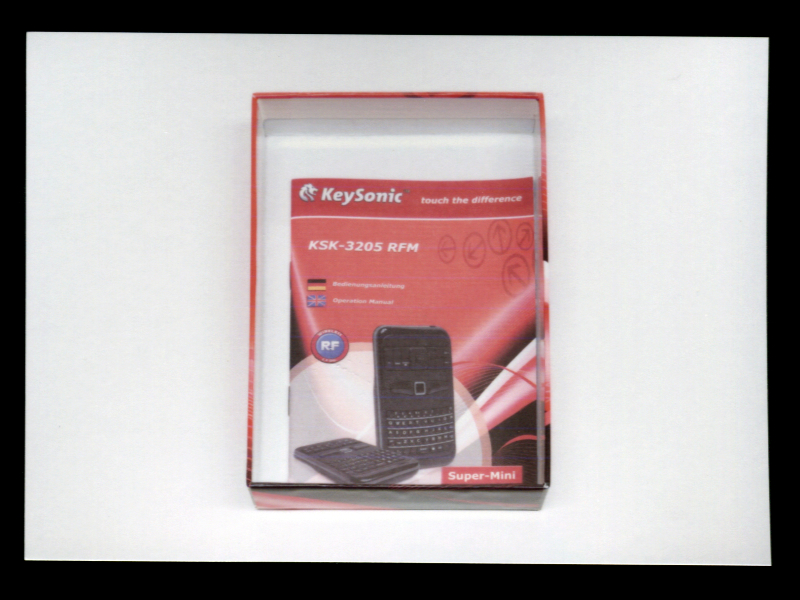 KeySonic
touch the difference
KSK-3205 RFM
Bedienungsanleitung
Operation Manual
RF
Super-Mini